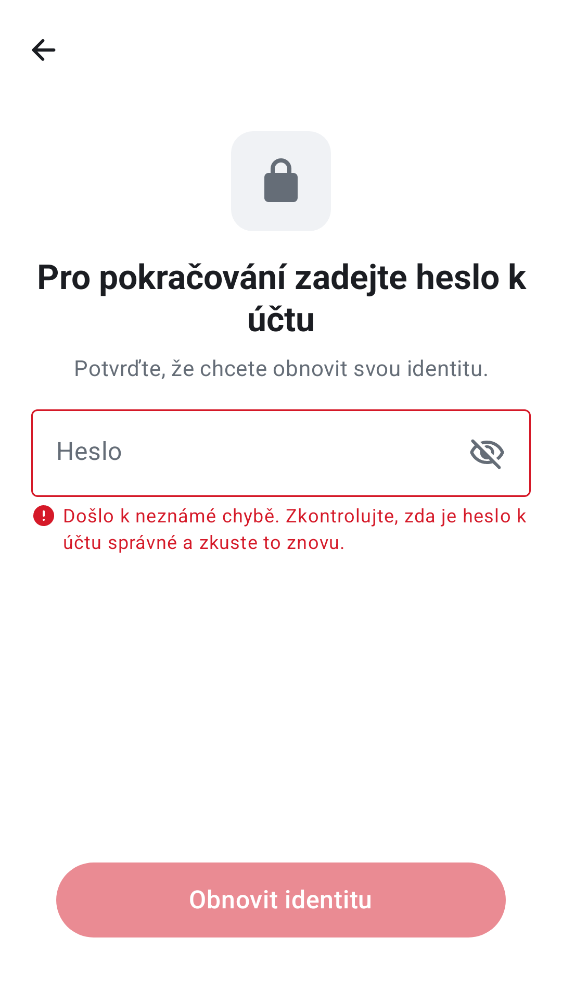 Pro pokračování zadejte heslo k
účtu
Potvrďte, že chcete obnovit svou identitu.
Heslo
Došlo k neznámé chybě. Zkontrolujte, zda je heslo k
účtu správné a zkuste to znovu.
Obnovit identitu